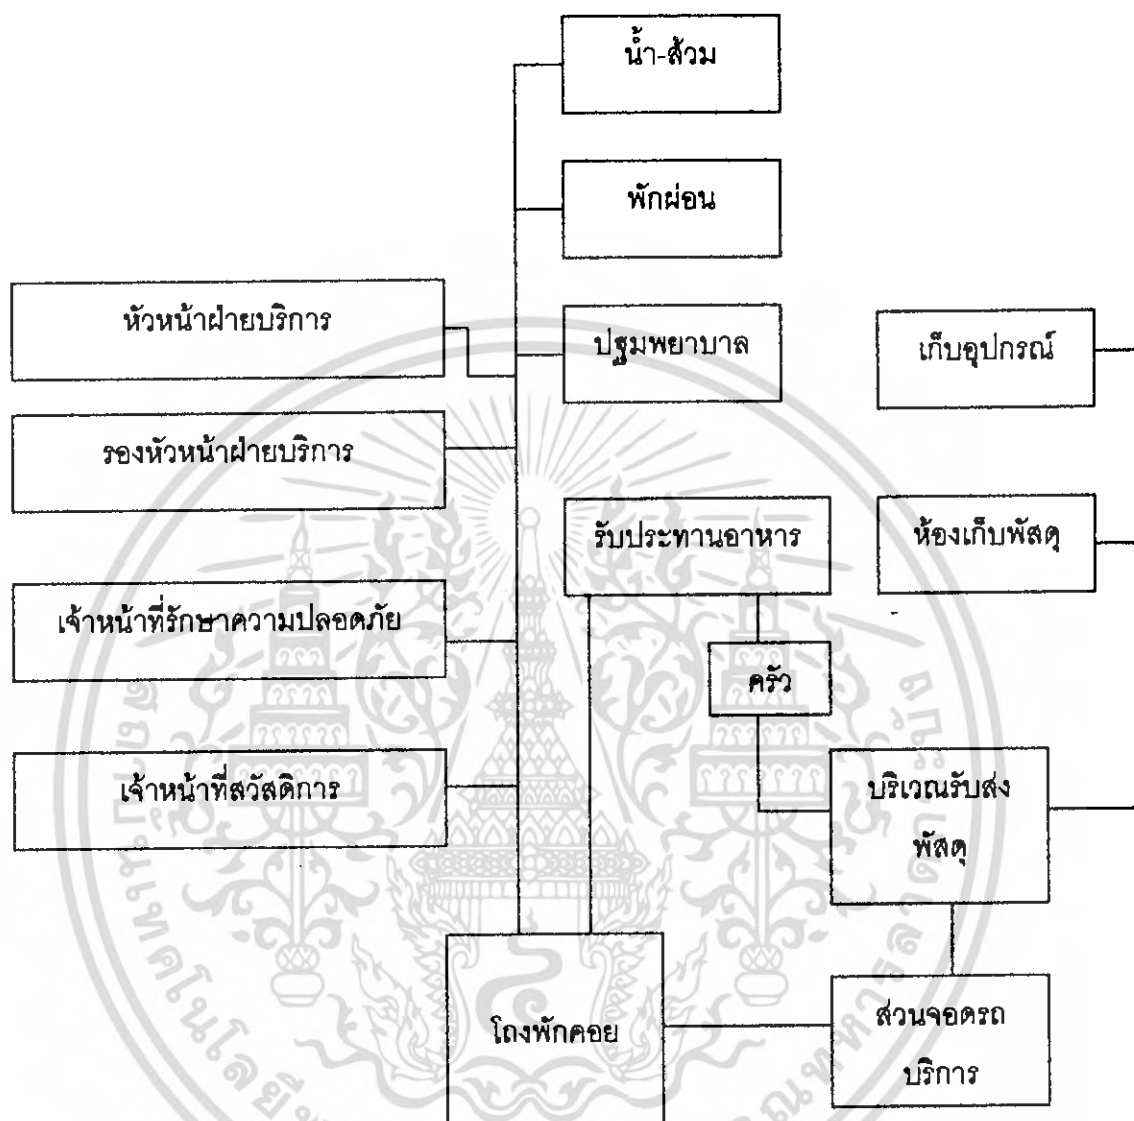 น้ำ-ส้วม
พักผ่อน
หัวหน้าฝ่ายบริการ
ปฐมพยาบาล
เก็บอุปกรณ์
รองหัวหน้าฝ่ายบริการ
รับประทานอาหาร
ห้องเก็บพัสดุ
เจ้าหน้าที่รักษาความปลอดภัย
ครัว
เจ้าหน้าที่สวัสดิการ
บริเวณรับส่ง
พัสดุ
โถงพักคอย
ส่วนจอดรถ
บริการ